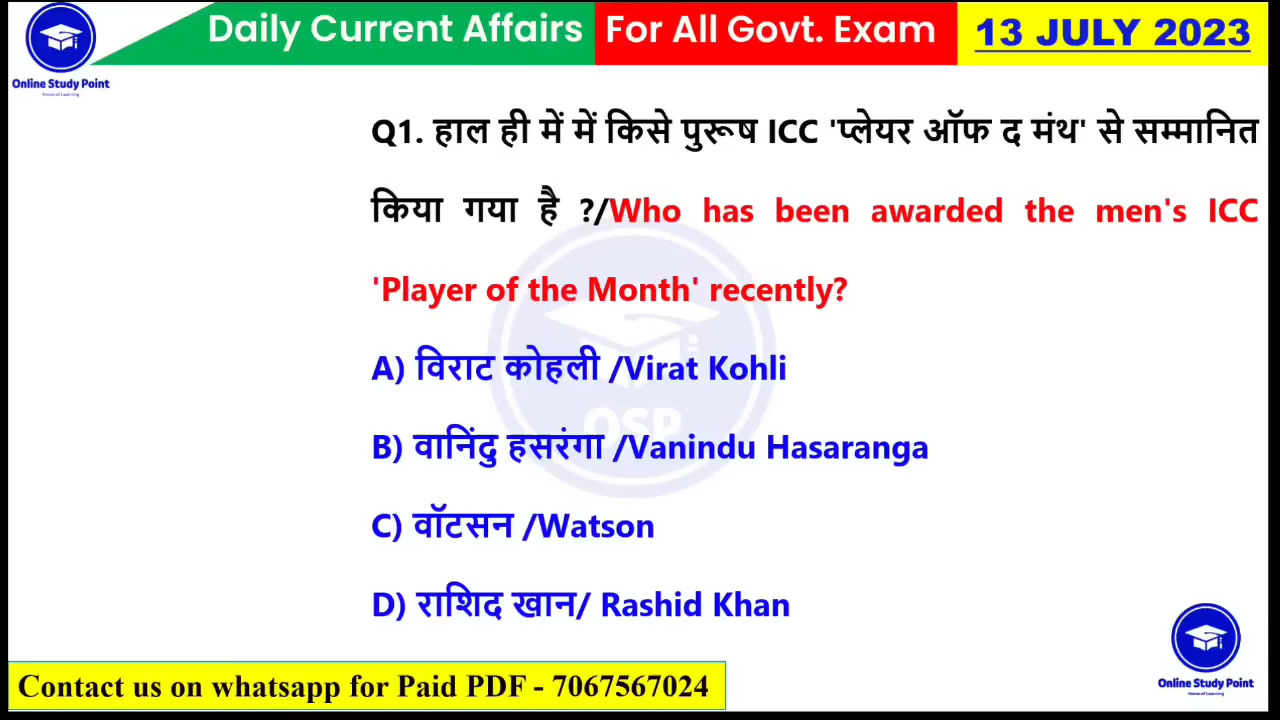 Daily Current Affairs For All Govt. Exam 13 JULY 2023
Online Study Point
Q1. हाल ही में में किसे पुरूष ICC 'प्लेयर ऑफ द मंथ' से सम्मानित
किया गया है ?/Who has been awarded the men's ICC
'Player of the Month' recently?
A) विराट कोहली /Virat Kohli
OSP
B) वानिंदु हसरंगा /Vanindu Hasaranga
C) वॉटसन /Watson
D) राशिद खान/ Rashid Khan
Contact us on whatsapp for Paid PDF - 7067567024
Online Study Point